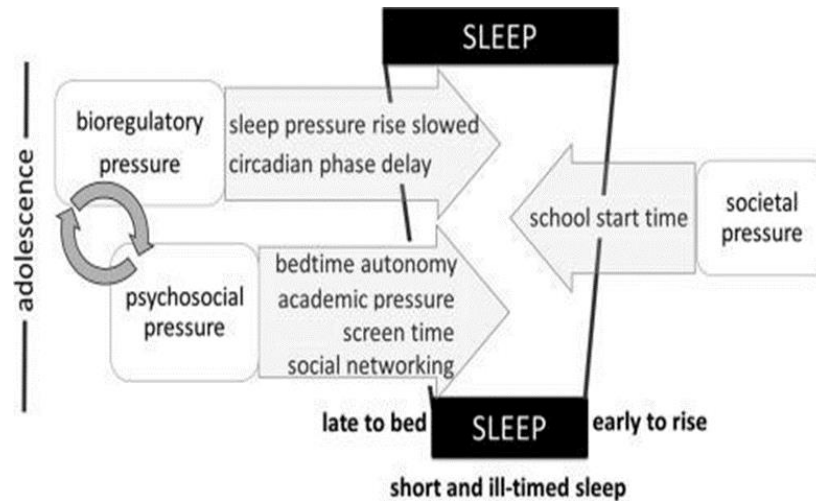 SLEEP
adolescence
bioregulatory
pressure
sleep pressure rise slowed
circadian phase delay
school start time
societal
pressure
psychosocial
pressure
bedtime autonomy
academic pressure
screen time
social networking
late to bed
SLEEP
early to rise
short and ill-timed sleep